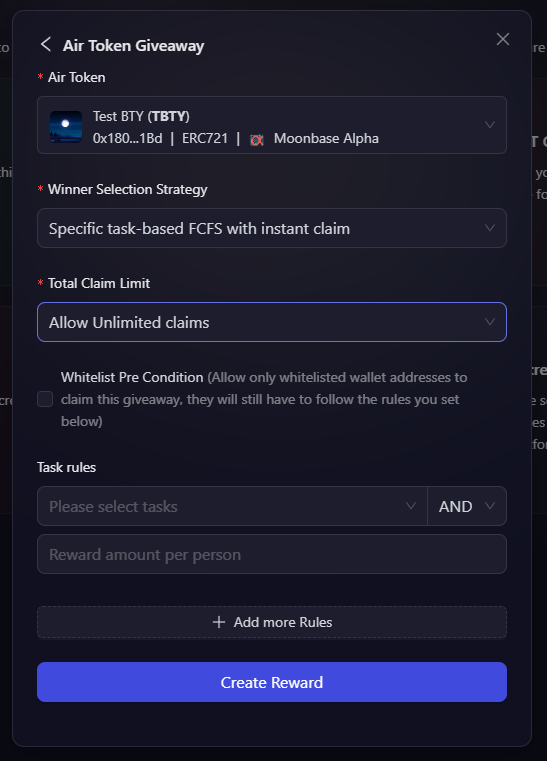 Air Token Giveaway
* Air Token
Test BTY (TBTY)
0x180...1Bd | ERC721 | Moonbase Alpha
* Winner Selection Strategy
Specific task-based FCFS with instant claim
* Total Claim Limit
Allow Unlimited claims
Whitelist Pre Condition (Allow only whitelisted wallet addresses to
claim this giveaway, they will still have to follow the rules you set
below)
Task rules
Please select tasks AND
Reward amount per person
+ Add more Rules
Create Reward